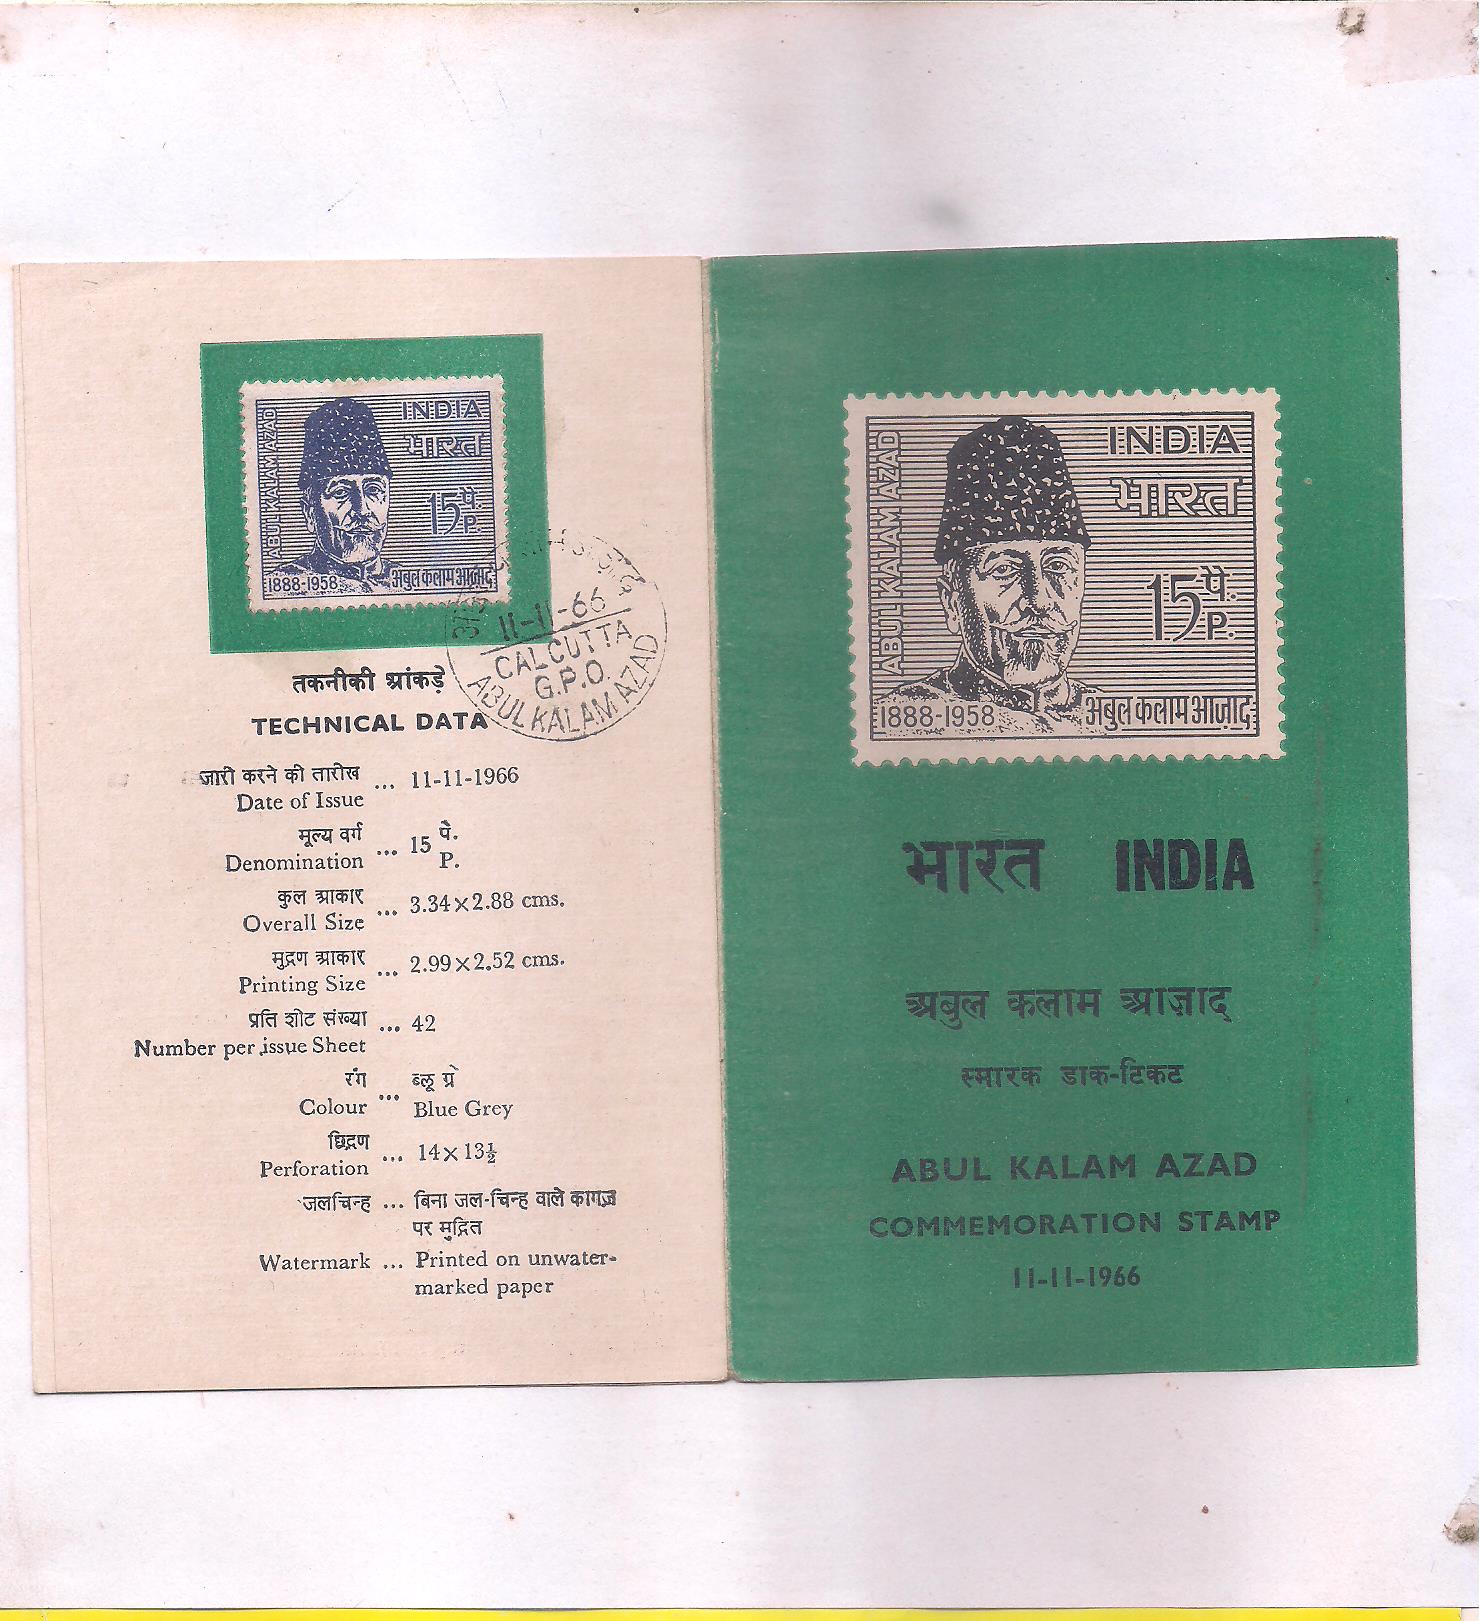 INDIA
भारत
ABUL KALAM AZAD
15 पै.
P.
1888-1958
अबुल कलाम आज़ाद
11-11-66
CALCUTTA
G.P.O.
ABUL KALAM AZAD
तकनीकी आंकड़े
TECHNICAL DATA
जारी करने की तारीख
Date of Issue ... 11-11-1966
मूल्य वर्ग
Denomination ... 15 पै.
P.
कुल आकार
Overall Size ... 3.34×2.88 cms.
मुद्रण आकार
Printing Size ... 2.99×2.52 cms.
प्रति शीट संख्या
Number per issue Sheet ... 42
रंग ... ब्लू ग्रे
Colour Blue Grey
छिद्रण
Perforation ... 14×13½
जलचिन्ह ... बिना जल-चिन्ह वाले कागज़
पर मुद्रित
Watermark ... Printed on unwater-
marked paper
INDIA
भारत
ABUL KALAM AZAD
15 पै.
P.
1888-1958
अबुल कलाम आज़ाद
भारत INDIA
अबुल कलाम आज़ाद
स्मारक डाक-टिकट
ABUL KALAM AZAD
COMMEMORATION STAMP
11-11-1966